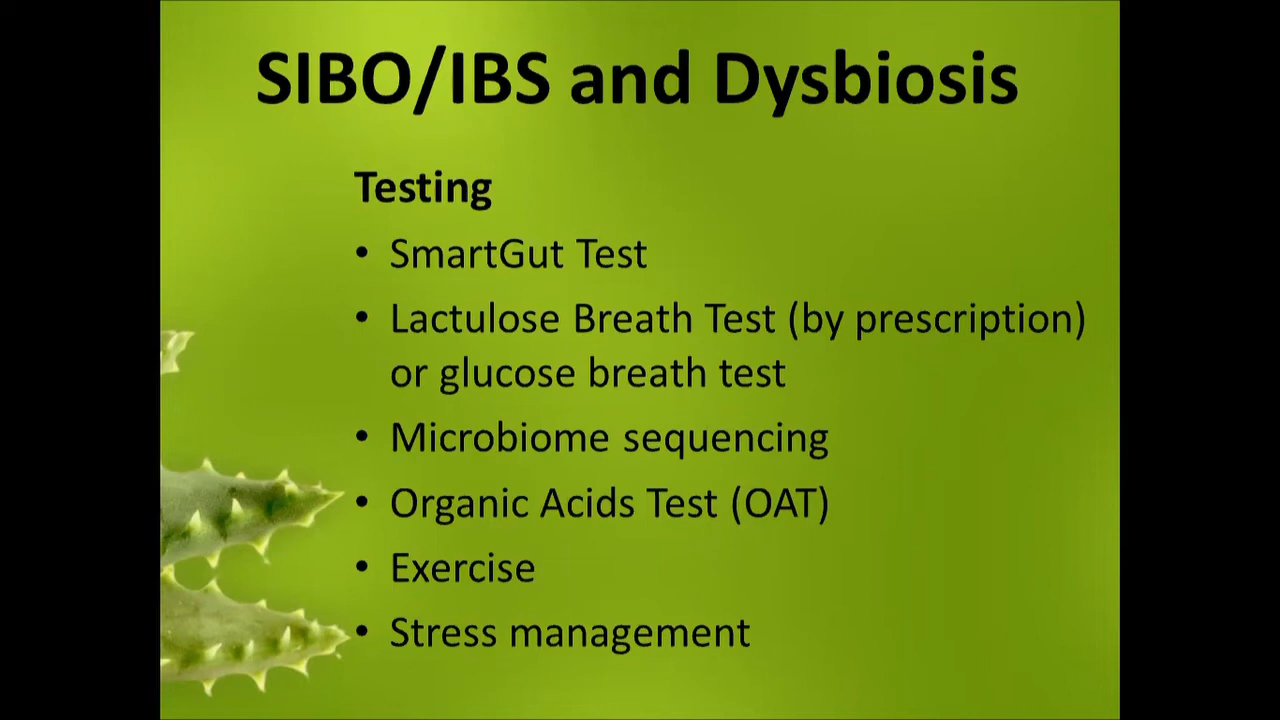 SIBO/IBS and Dysbiosis
Testing
• SmartGut Test
• Lactulose Breath Test (by prescription)
or glucose breath test
• Microbiome sequencing
• Organic Acids Test (OAT)
• Exercise
• Stress management